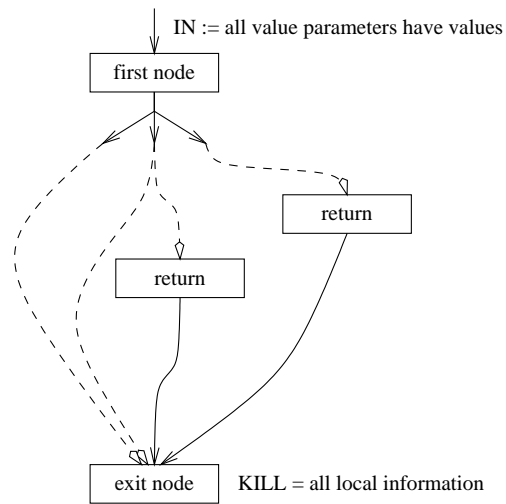 IN := all value parameters have values
first node
return
return
exit node
KILL = all local information